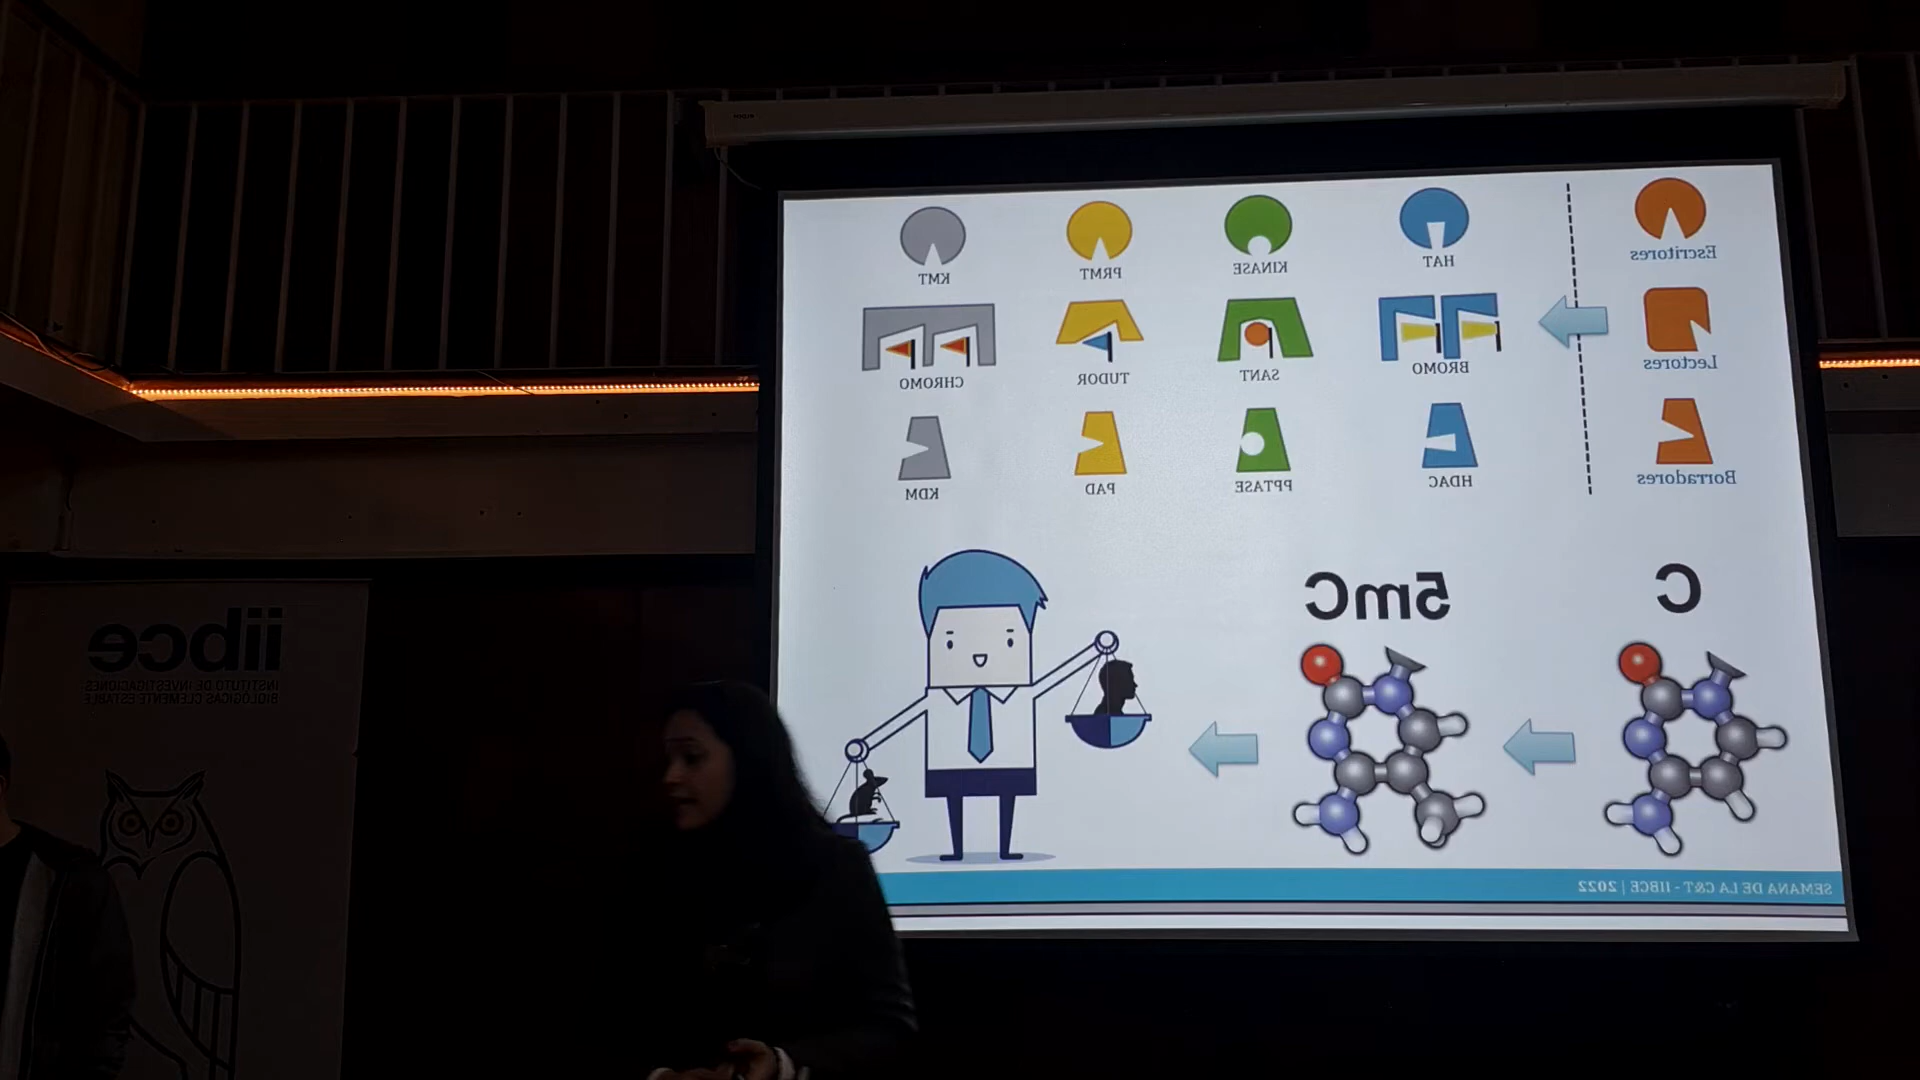 Escritores
HAT
KINASE
PRMT
KMT
Lectores
BROMO
SANT
TUDOR
CHROMO
Borradores
HDAC
PPTASE
PAD
KDM
C
5mC
SEMANA DE LA C&T - IIBCE | 2022
iibce
INSTITUTO DE INVESTIGACIONES
BIOLÓGICAS CLEMENTE ESTABLE